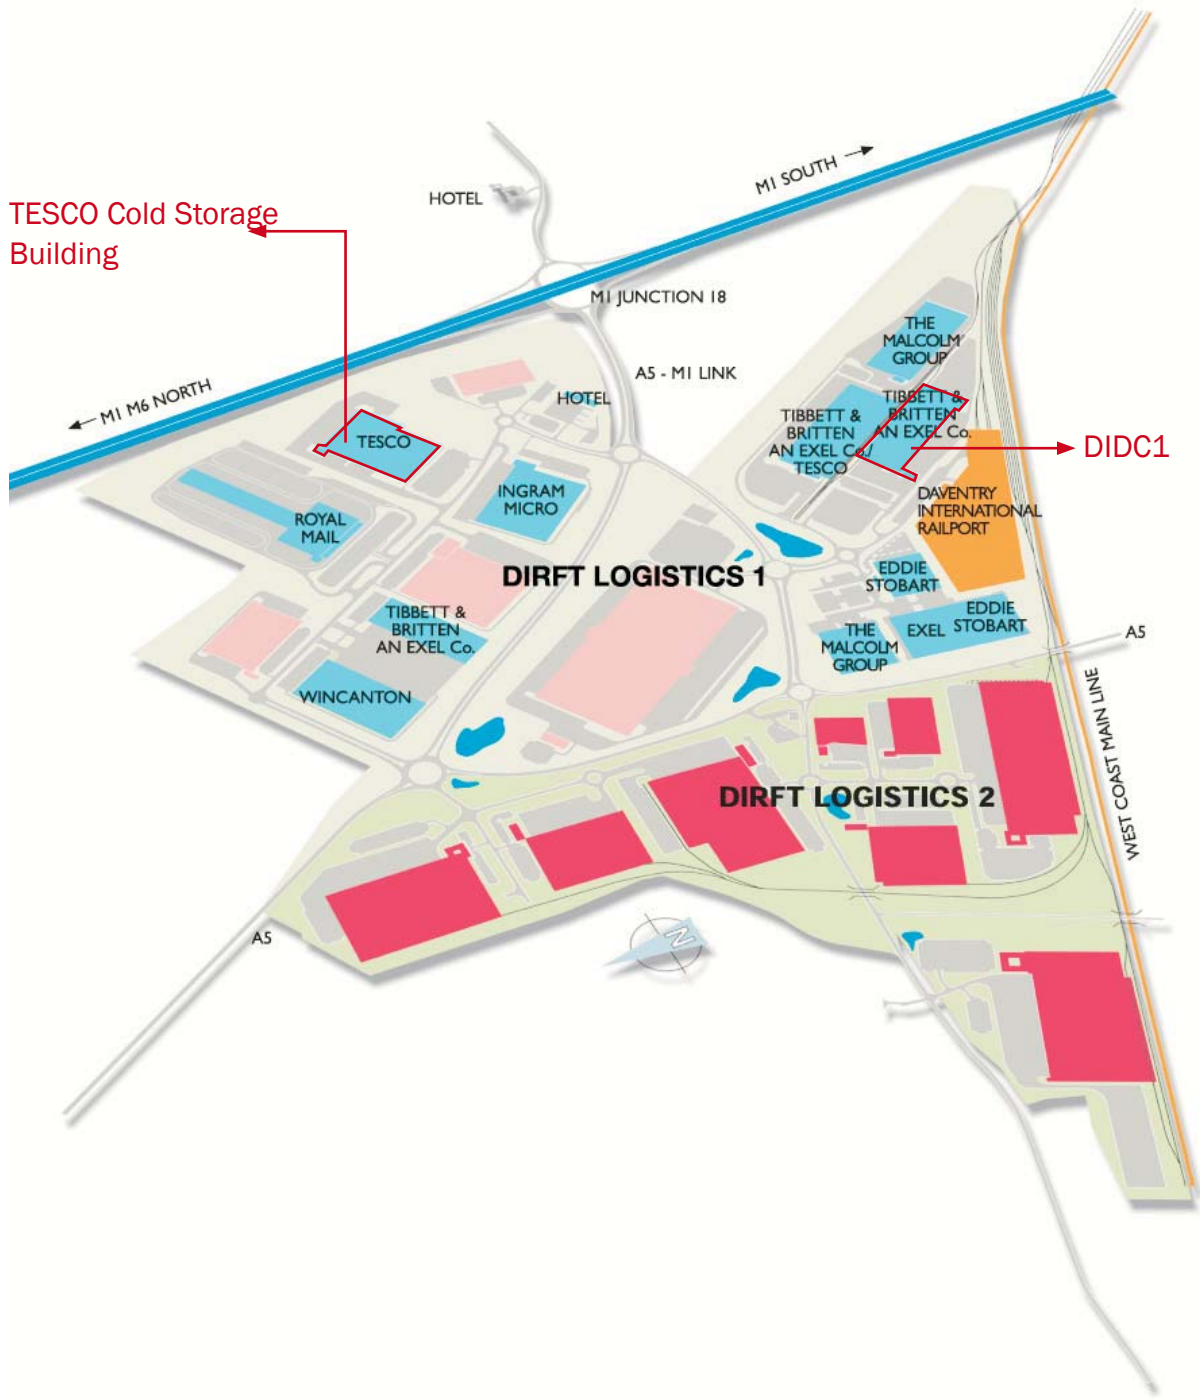 HOTEL
M1 SOUTH
TESCO Cold Storage
Building
M1 JUNCTION 18
THE
MALCOLM
GROUP
A5 - M1 LINK
M1 M6 NORTH
HOTEL
TIBBETT &
BRITTEN
AN EXEL Co.
TIBBETT &
BRITTEN
AN EXEL Co./
TESCO
TESCO
DIDC1
INGRAM
MICRO
DAVENTRY
INTERNATIONAL
RAILPORT
ROYAL
MAIL
DIRFT LOGISTICS 1
EDDIE
STOBART
TIBBETT &
BRITTEN
AN EXEL Co.
THE
MALCOLM
GROUP
EXEL
EDDIE
STOBART
A5
WINCANTON
WEST COAST MAIN LINE
DIRFT LOGISTICS 2
A5
N